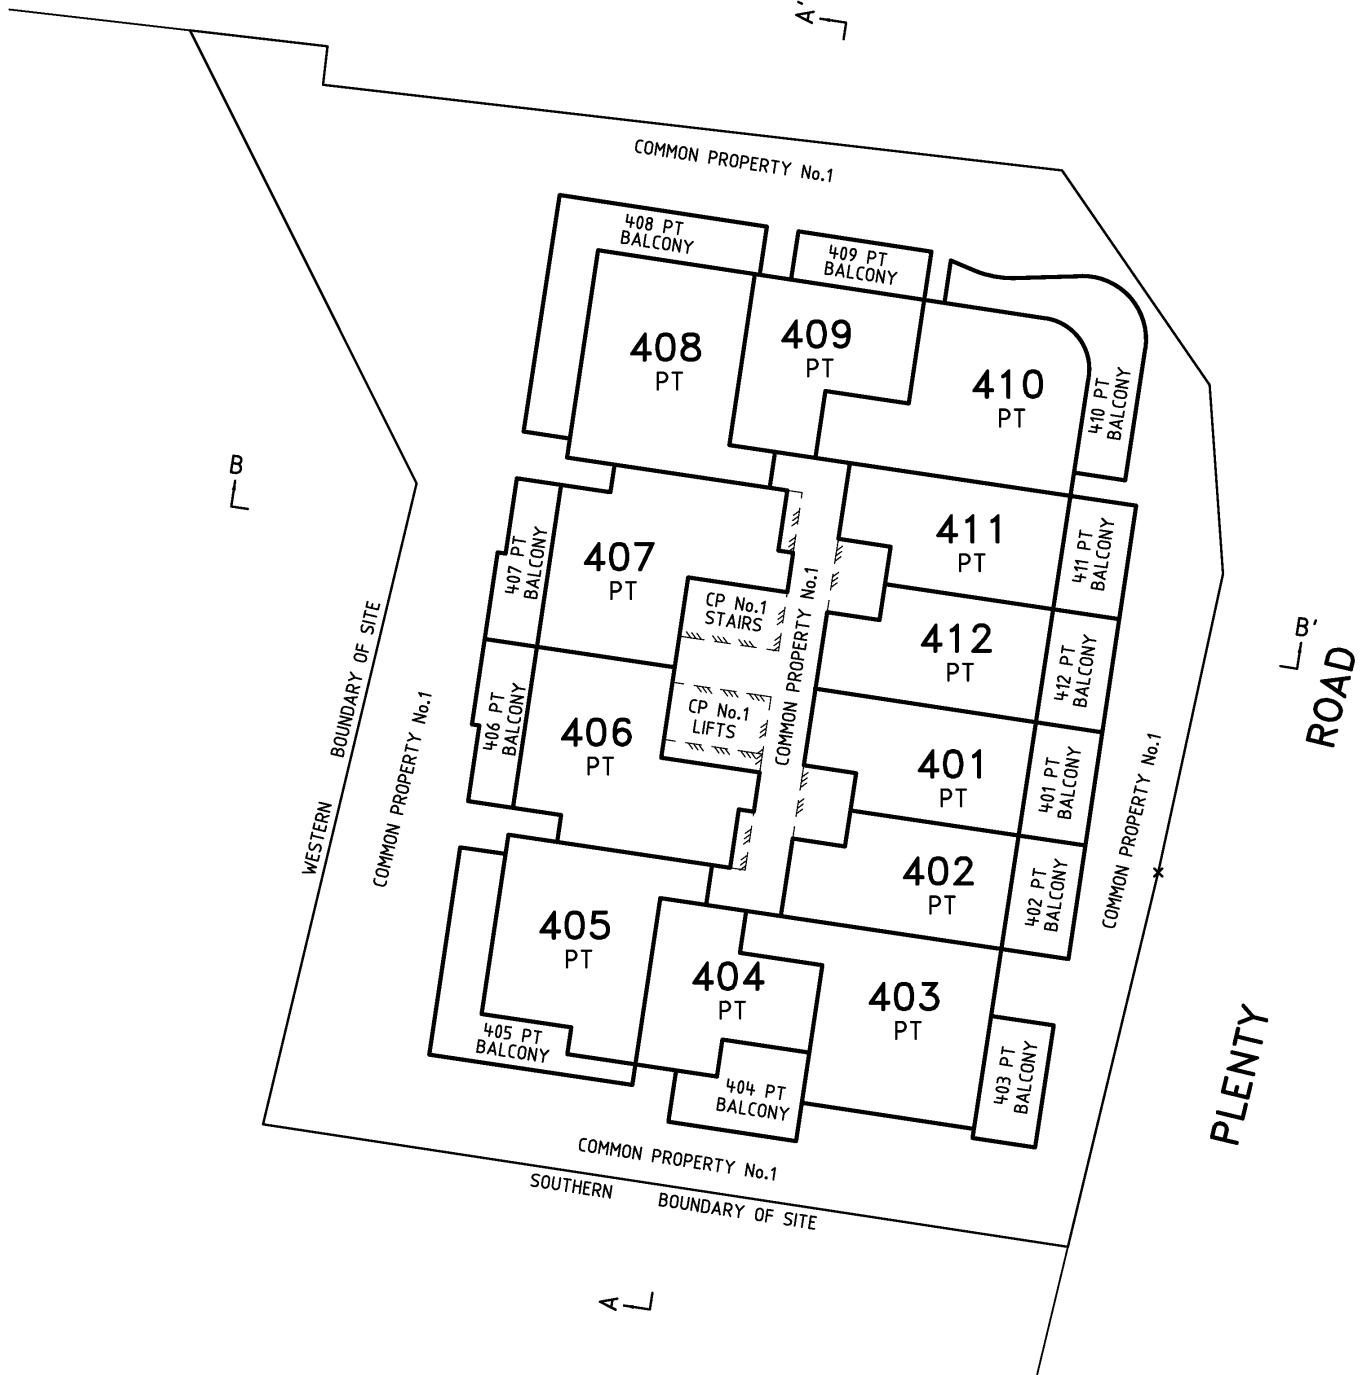 A'
COMMON PROPERTY No.1
408 PT
BALCONY
409 PT
BALCONY
408
PT
409
PT
410
PT
410 PT
BALCONY
B
407 PT
BALCONY
407
PT
411
PT
411 PT
BALCONY
CP No.1
STAIRS
COMMON PROPERTY No.1
412
PT
412 PT
BALCONY
B'
ROAD
WESTERN BOUNDARY OF SITE
COMMON PROPERTY No.1
406 PT
BALCONY
406
PT
CP No.1
LIFTS
401
PT
401 PT
BALCONY
COMMON PROPERTY No.1
402
PT
402 PT
BALCONY
405
PT
405 PT
BALCONY
404
PT
404 PT
BALCONY
403
PT
403 PT
BALCONY
PLENTY
COMMON PROPERTY No.1
SOUTHERN BOUNDARY OF SITE
A